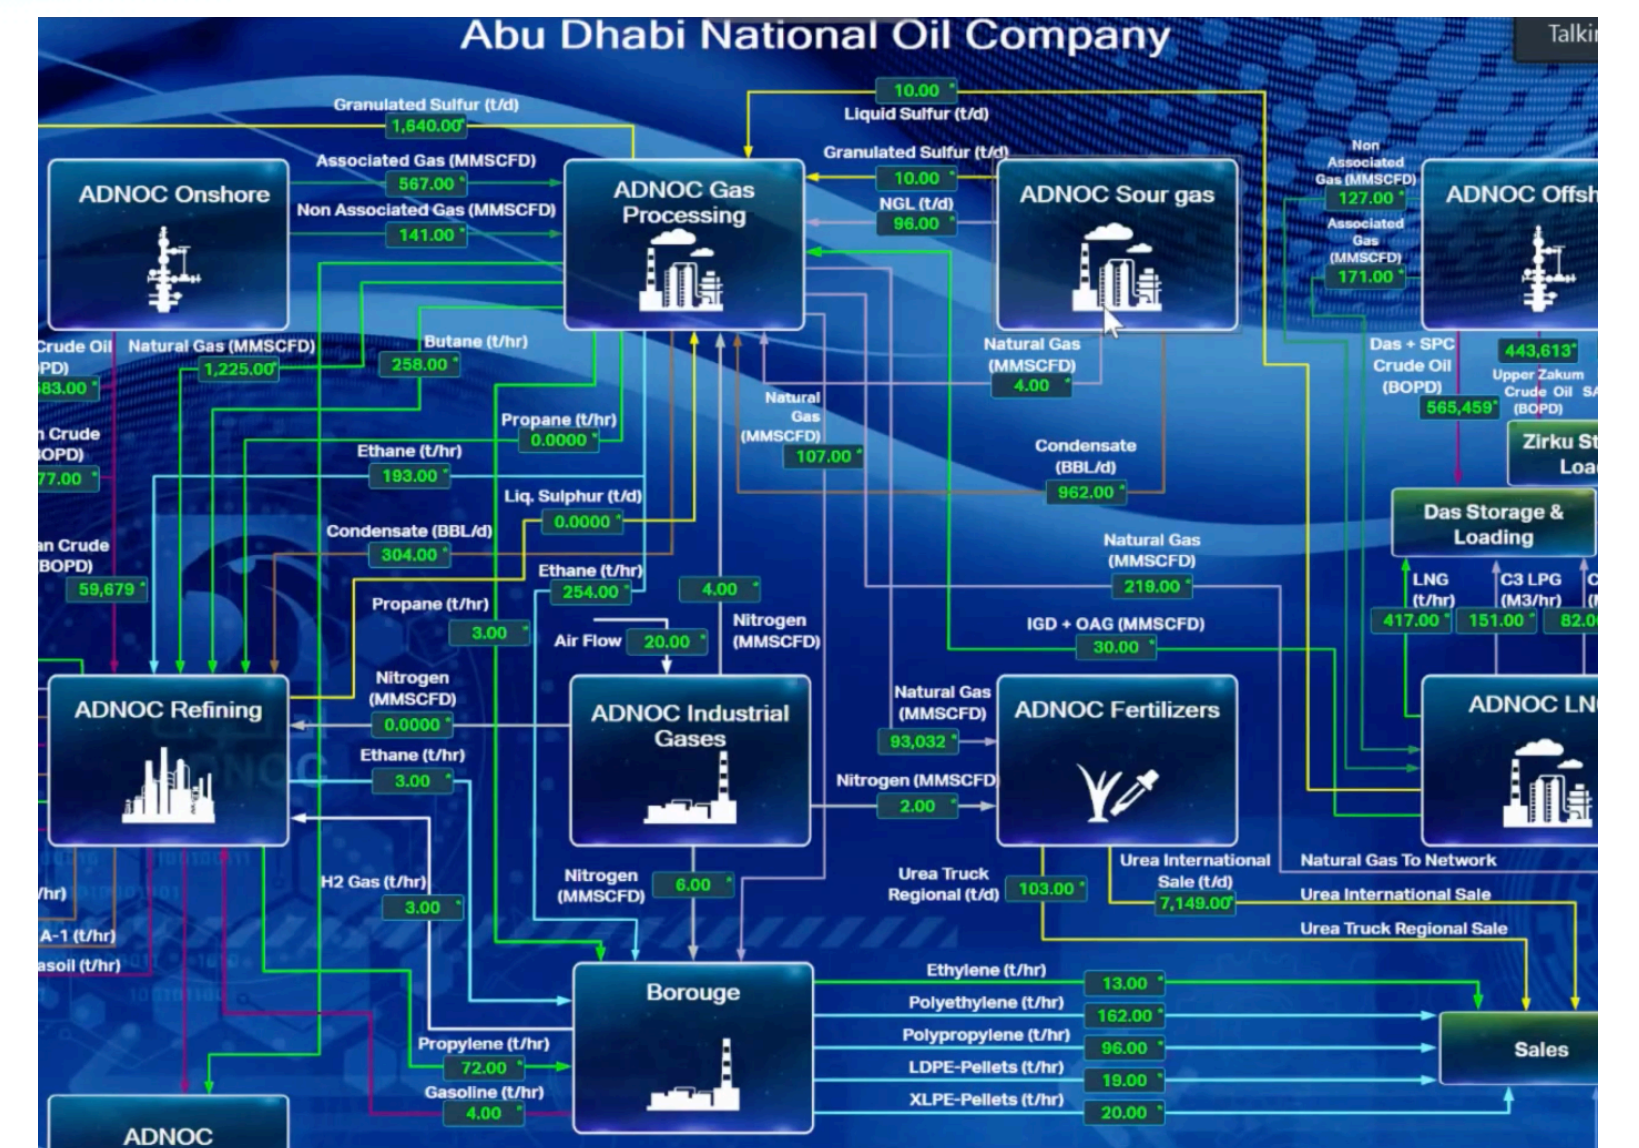 Abu Dhabi National Oil Company
Talki
Granulated Sulfur (t/d)
1,640.00
10.00
Liquid Sulfur (t/d)
ADNOC Onshore
Associated Gas (MMSCFD)
567.00
Non Associated Gas (MMSCFD)
141.00
ADNOC Gas
Processing
Granulated Sulfur (t/d)
10.00
NGL (t/d)
96.00
ADNOC Sour gas
Non
Associated
Gas (MMSCFD)
127.00
Associated
Gas
(MMSCFD)
171.00
ADNOC Offsh
Crude Oil
PD)
583.00
Natural Gas (MMSCFD)
1,225.00
Butane (t/hr)
258.00
Natural Gas
(MMSCFD)
4.00
Das + SPC
Crude Oil
(BOPD)
565,459
443,613
Upper Zakum
Crude Oil SA
(BOPD)
n Crude
BOPD)
77.00
Propane (t/hr)
0.0000
Natural
Gas
(MMSCFD)
107.00
Ethane (t/hr)
193.00
Condensate
(BBL/d)
962.00
Zirku St
Loa
Liq. Sulphur (t/d)
0.0000
Condensate (BBL/d)
304.00
Das Storage &
Loading
an Crude
BOPD)
59,679
Ethane (t/hr)
254.00
4.00
Nitrogen
(MMSCFD)
Natural Gas
(MMSCFD)
219.00
LNG
(t/hr)
417.00
C3 LPG
(M3/hr)
151.00
C
(M
82.0
Propane (t/hr)
3.00
Air Flow
20.00
IGD + OAG (MMSCFD)
30.00
ADNOC Refining
Nitrogen
(MMSCFD)
0.0000
ADNOC Industrial
Gases
Natural Gas
(MMSCFD)
93,032
ADNOC Fertilizers
ADNOC LNG
Ethane (t/hr)
3.00
Nitrogen (MMSCFD)
2.00
H2 Gas (t/hr)
3.00
Nitrogen
(MMSCFD)
6.00
Urea Truck
Regional (t/d)
103.00
Urea International
Sale (t/d)
7,149.00
Natural Gas To Network
Urea International Sale
Urea Truck Regional Sale
/hr)
A-1 (t/hr)
asoil (t/hr)
Borouge
Ethylene (t/hr)
13.00
Polyethylene (t/hr)
162.00
Polypropylene (t/hr)
96.00
LDPE-Pellets (t/hr)
19.00
XLPE-Pellets (t/hr)
20.00
Sales
Propylene (t/hr)
72.00
Gasoline (t/hr)
4.00
ADNOC